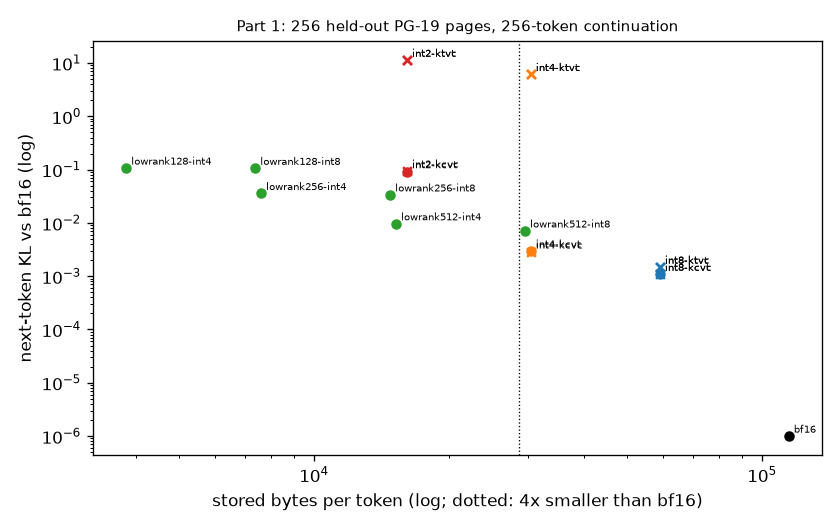 Part 1: 256 held-out PG-19 pages, 256-token continuation
next-token KL vs bf16 (log)
10^1
10^0
10^-1
10^-2
10^-3
10^-4
10^-5
10^-6
int2-ktvt
int4-ktvt
lowrank128-int4
lowrank128-int8
int2-kcvt
lowrank256-int4
lowrank256-int8
lowrank512-int4
lowrank512-int8
int4-kcvt
int8-ktvt
int8-kcvt
bf16
10^4
10^5
stored bytes per token (log; dotted: 4x smaller than bf16)